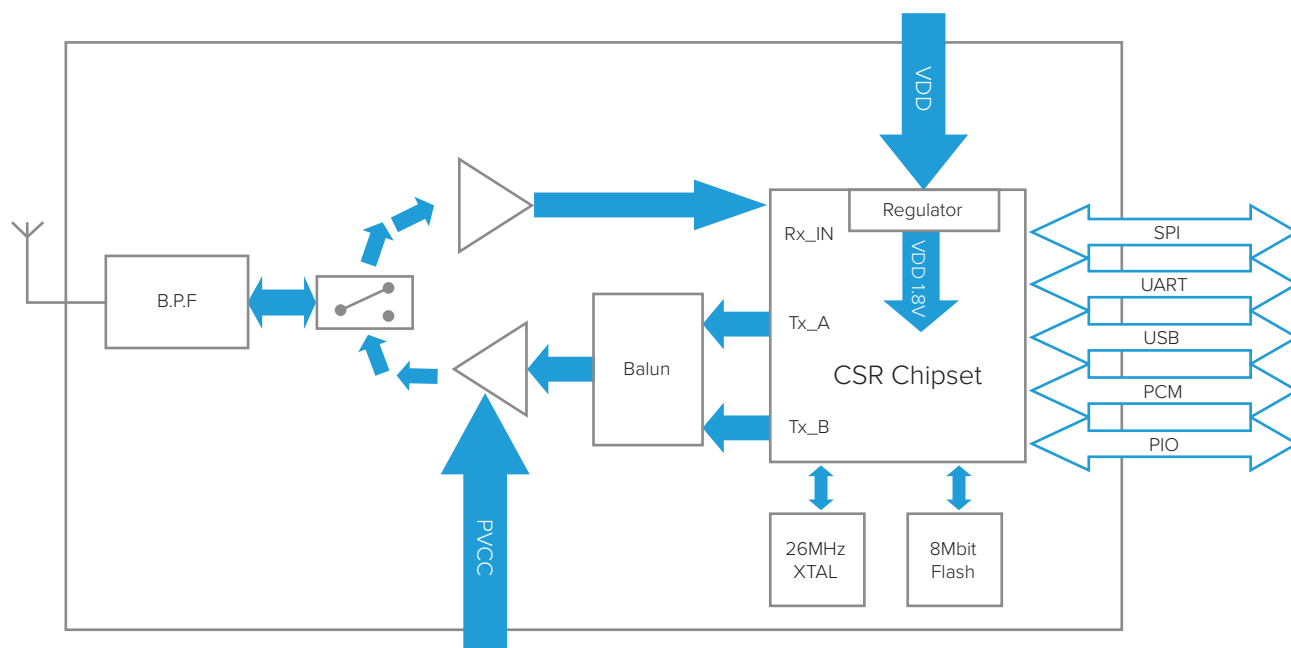 VDD
Regulator
Rx_IN
VDD 1.8V
SPI
UART
B.P.F
Tx_A
USB
Balun
CSR Chipset
PCM
Tx_B
PIO
PVCC
26MHz
XTAL
8Mbit
Flash